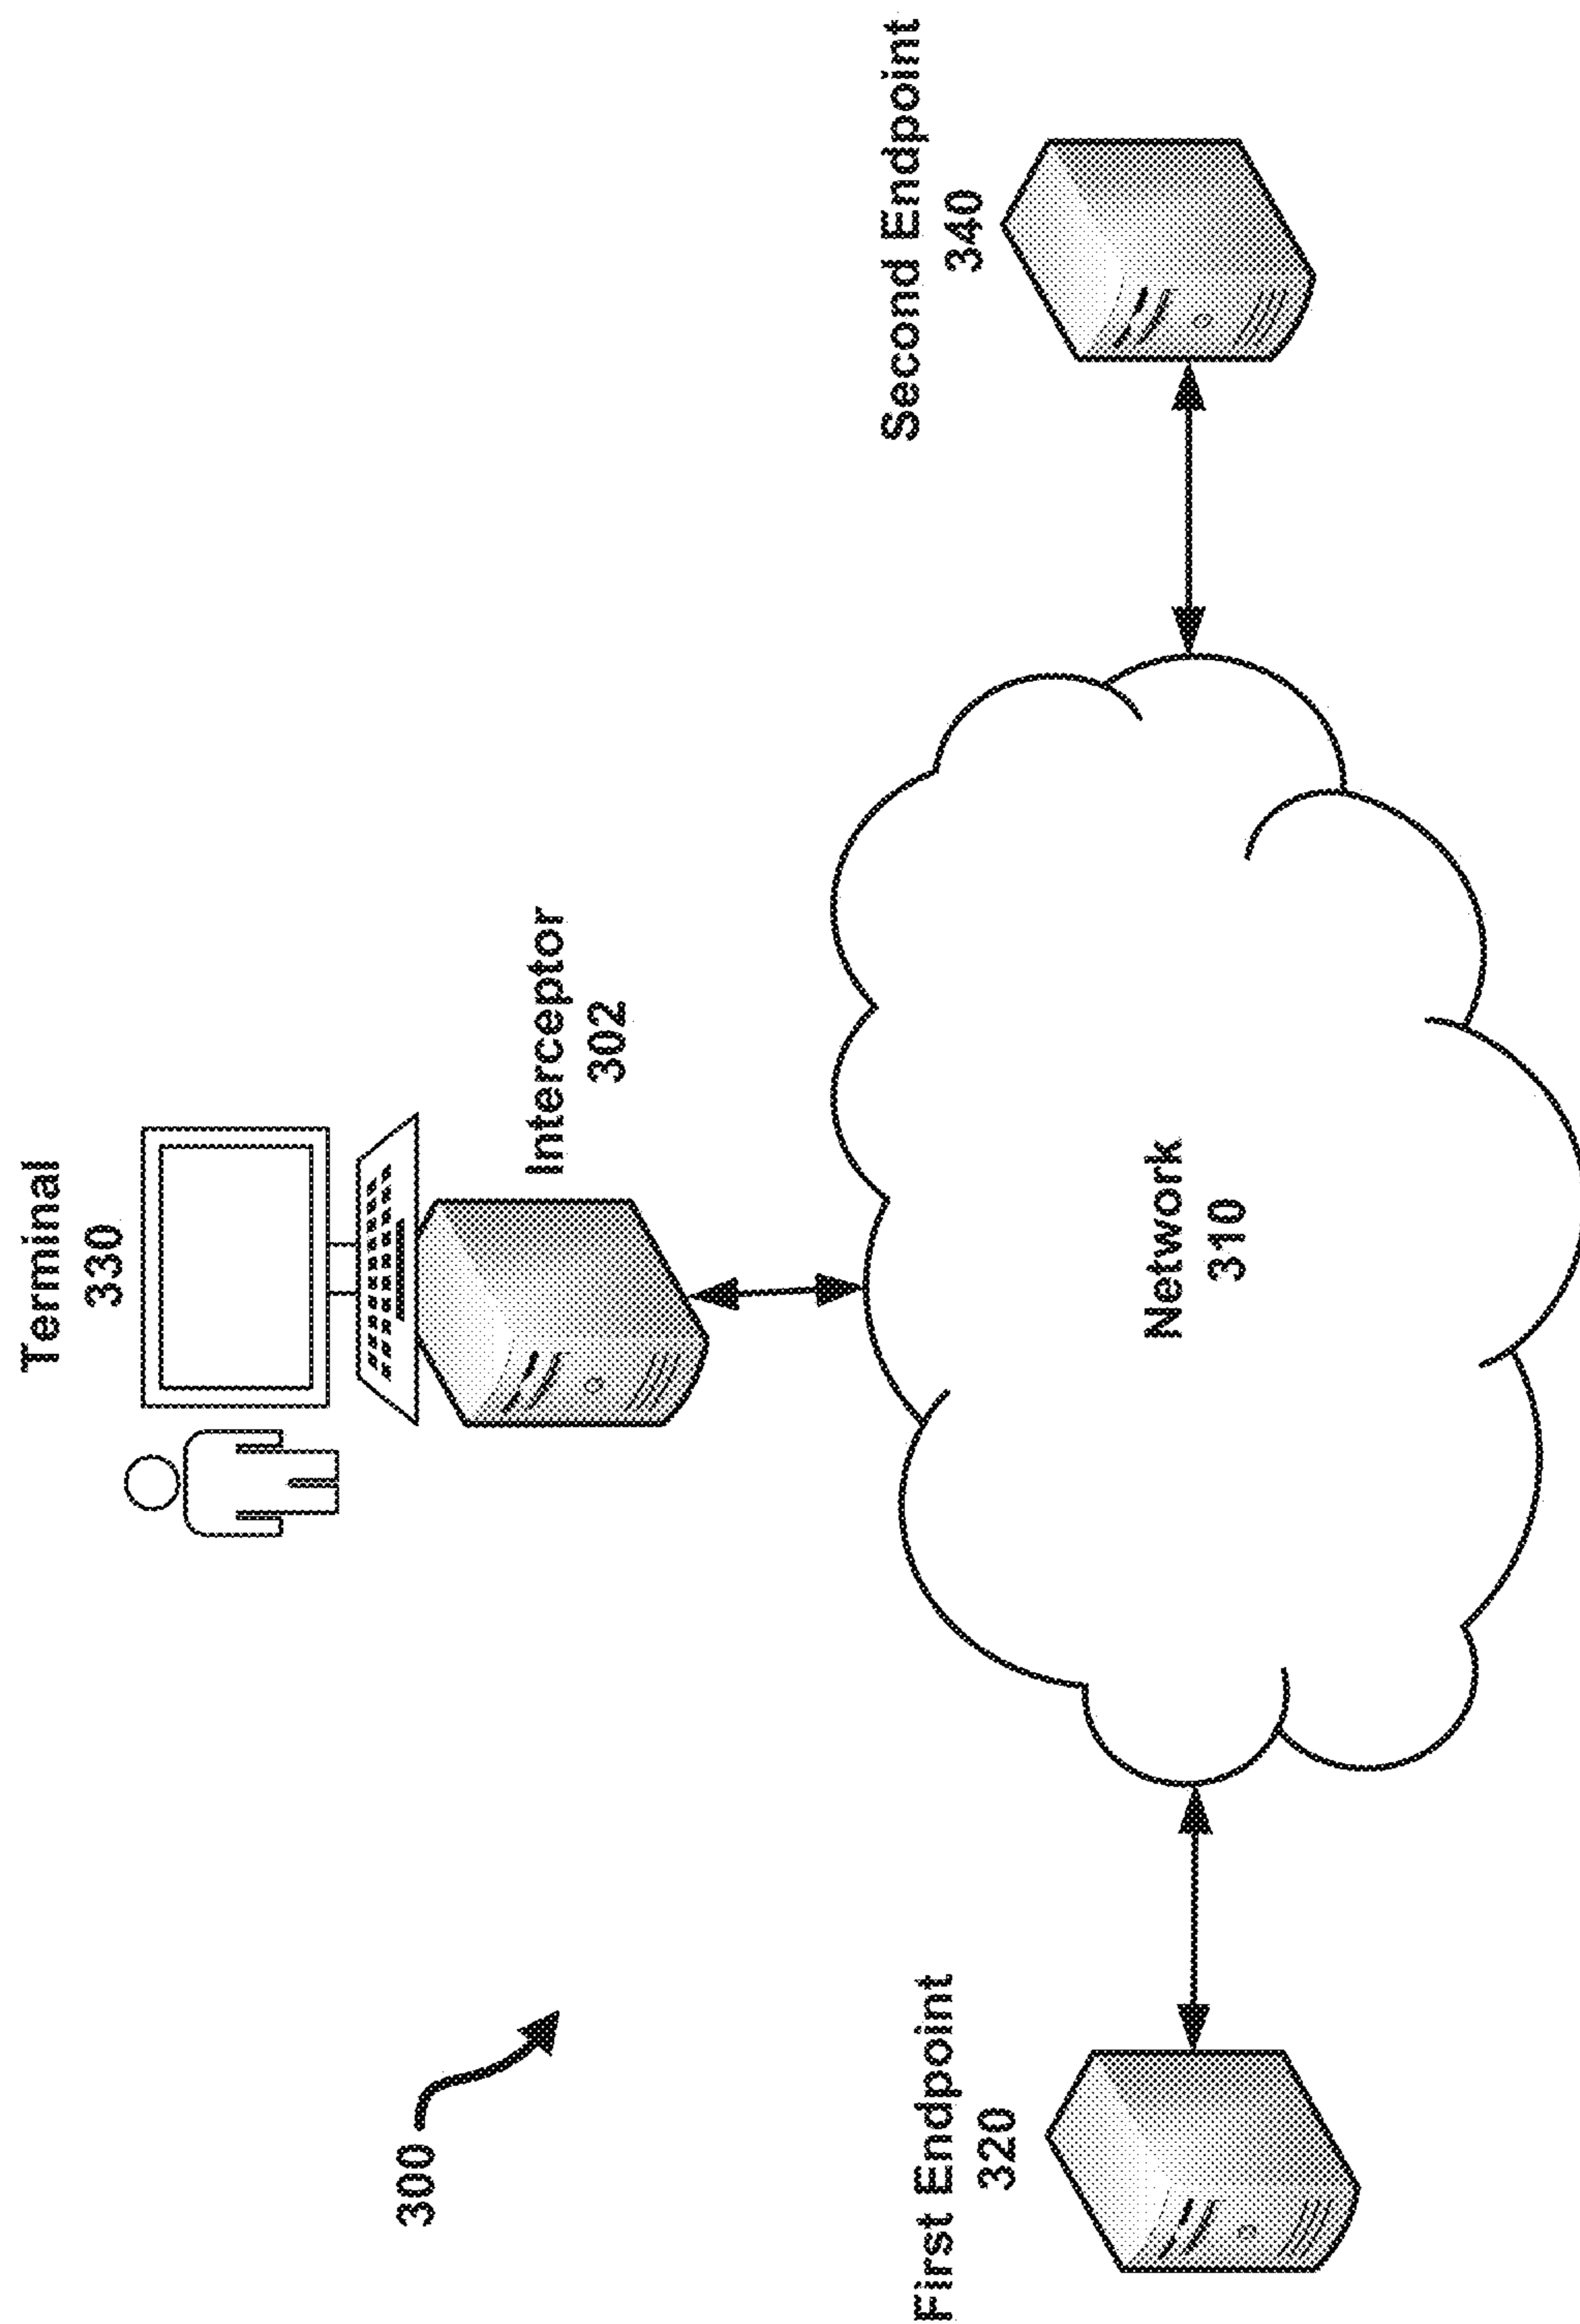 300
Terminal
330
Interceptor
302
First Endpoint
320
Second Endpoint
340
Network
310